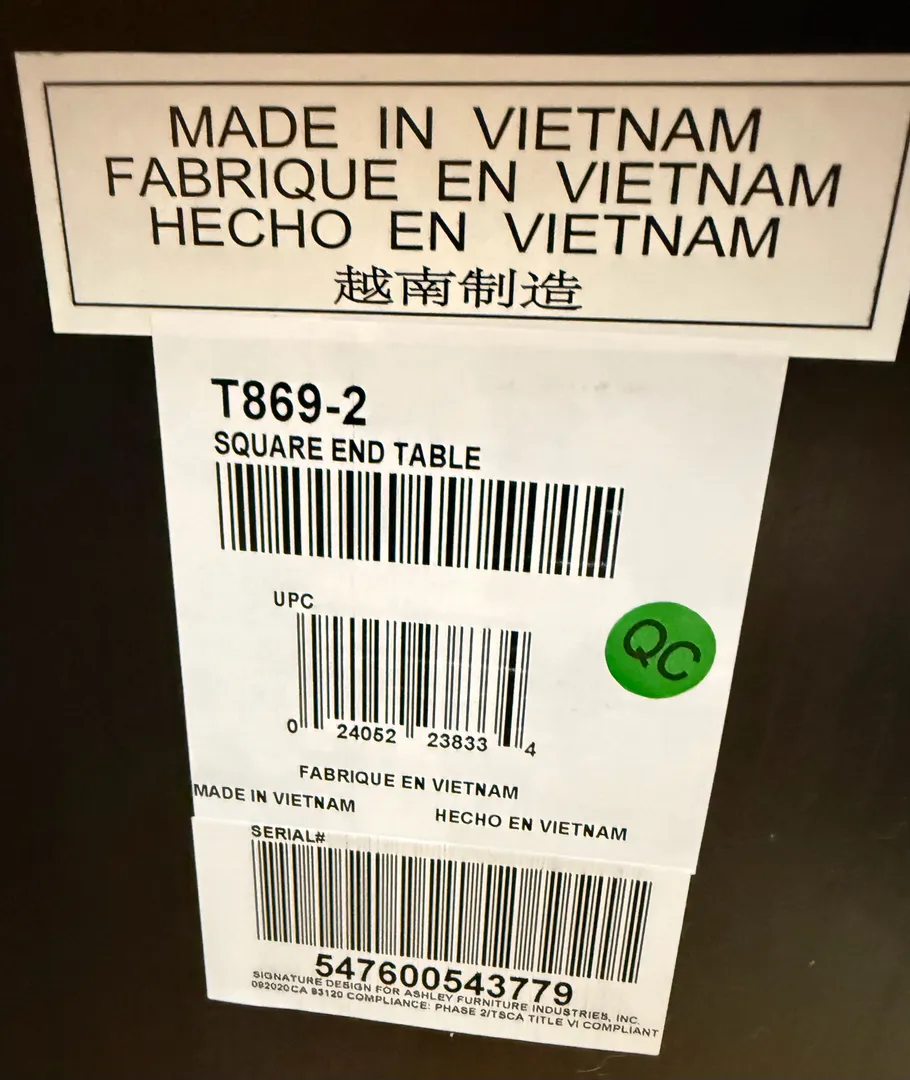 MADE IN VIETNAM
FABRIQUE EN VIETNAM
HECHO EN VIETNAM
越南制造
T869-2
SQUARE END TABLE
UPC
QC
0 24052 23833 4
FABRIQUE EN VIETNAM
MADE IN VIETNAM
HECHO EN VIETNAM
SERIAL#
547600543779
SIGNATURE DESIGN FOR ASHLEY FURNITURE INDUSTRIES, INC.
082020CA 93120 COMPLIANCE: PHASE 2/TSCA TITLE VI COMPLIANT